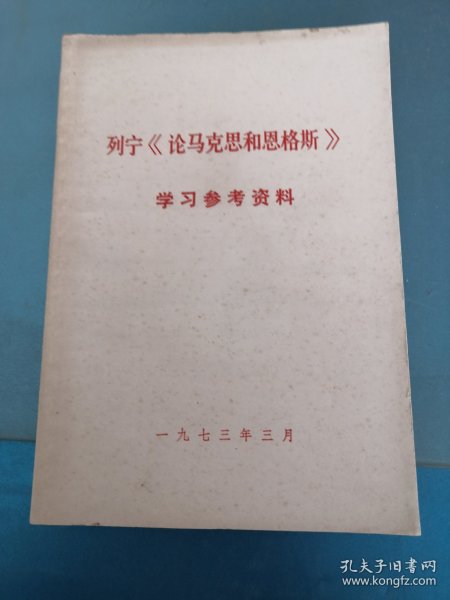 列宁《论马克思和恩格斯》
学习参考资料
一九七三年三月
孔夫子旧书网
www.kongfz.com